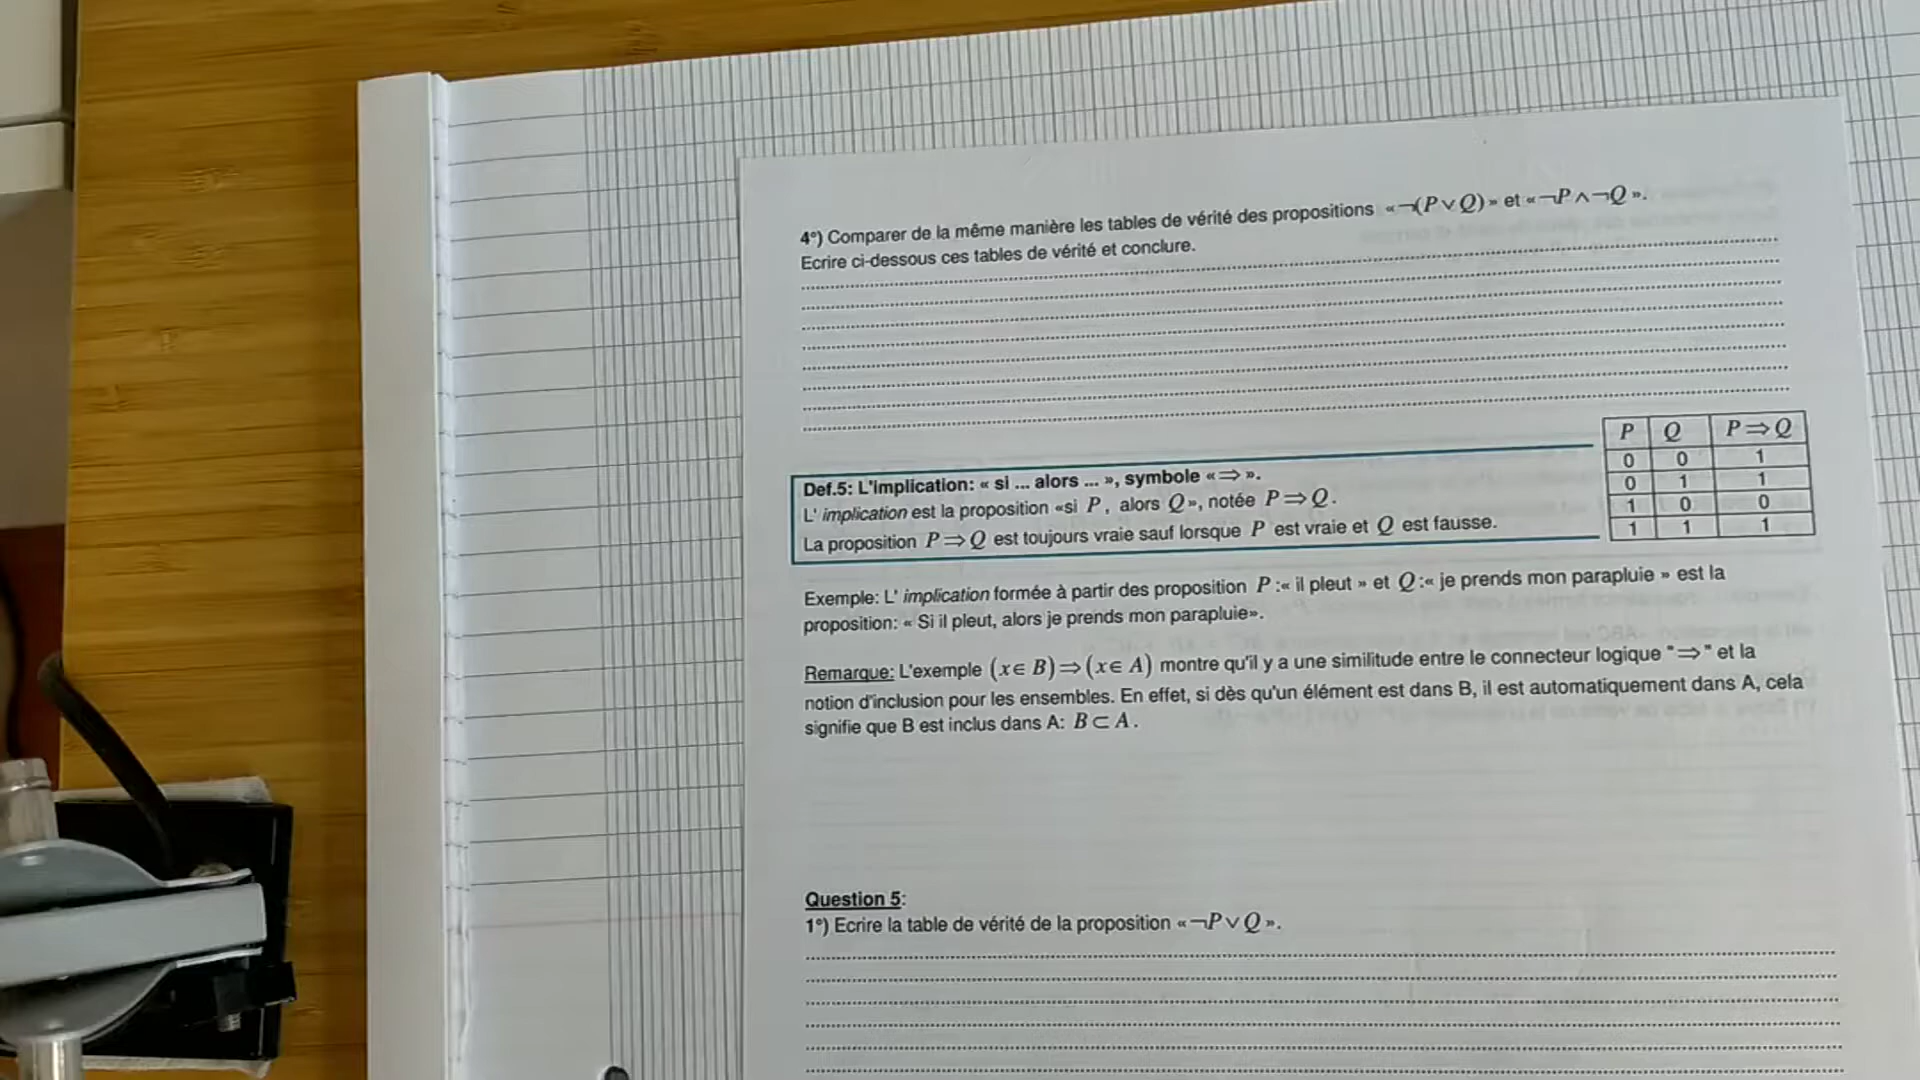 4°) Comparer de la même manière les tables de vérité des propositions «¬(P∨Q)» et «¬P∧¬Q».
Ecrire ci-dessous ces tables de vérité et conclure.
P Q P⇒Q
0 0 1
0 1 1
1 0 0
1 1 1
Def.5: L'implication: « si ... alors ... », symbole «⇒».
L' implication est la proposition «si P, alors Q», notée P⇒Q.
La proposition P⇒Q est toujours vraie sauf lorsque P est vraie et Q est fausse.
Exemple: L' implication formée à partir des proposition P:« il pleut » et Q:« je prends mon parapluie » est la
proposition: « Si il pleut, alors je prends mon parapluie».
Remarque: L'exemple (x∈B)⇒(x∈A) montre qu'il y a une similitude entre le connecteur logique "⇒" et la
notion d'inclusion pour les ensembles. En effet, si dès qu'un élément est dans B, il est automatiquement dans A, cela
signifie que B est inclus dans A: B⊂A.
Question 5:
1°) Ecrire la table de vérité de la proposition «¬P∨Q».